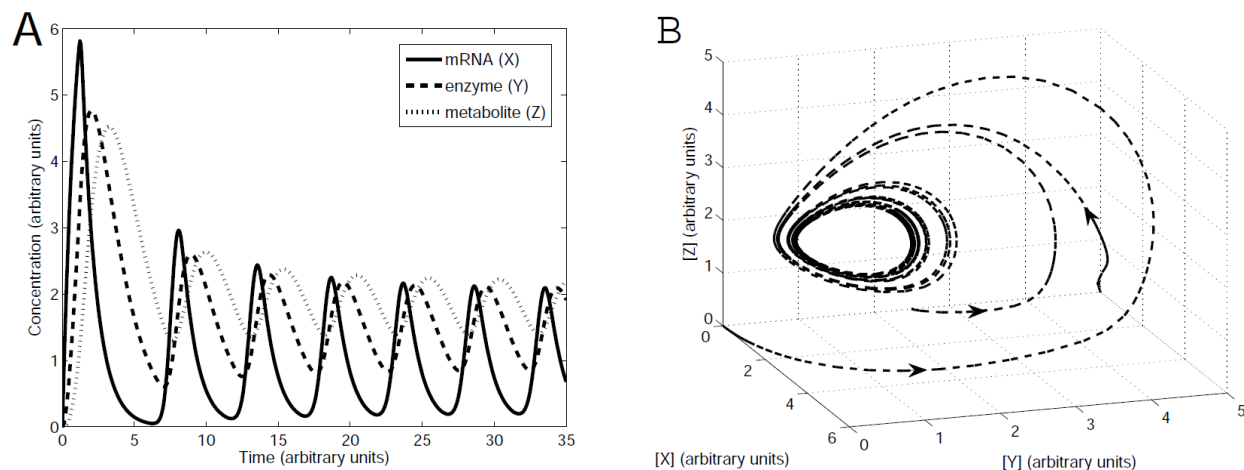 A
Concentration (arbitrary units)
6
5
4
3
2
1
0
mRNA (X)
enzyme (Y)
metabolite (Z)
0 5 10 15 20 25 30 35
Time (arbitrary units)
B
[Z] (arbitrary units)
5
4
3
2
1
0
0
2
4
6
[X] (arbitrary units)
0
1
2
3
4
5
[Y] (arbitrary units)